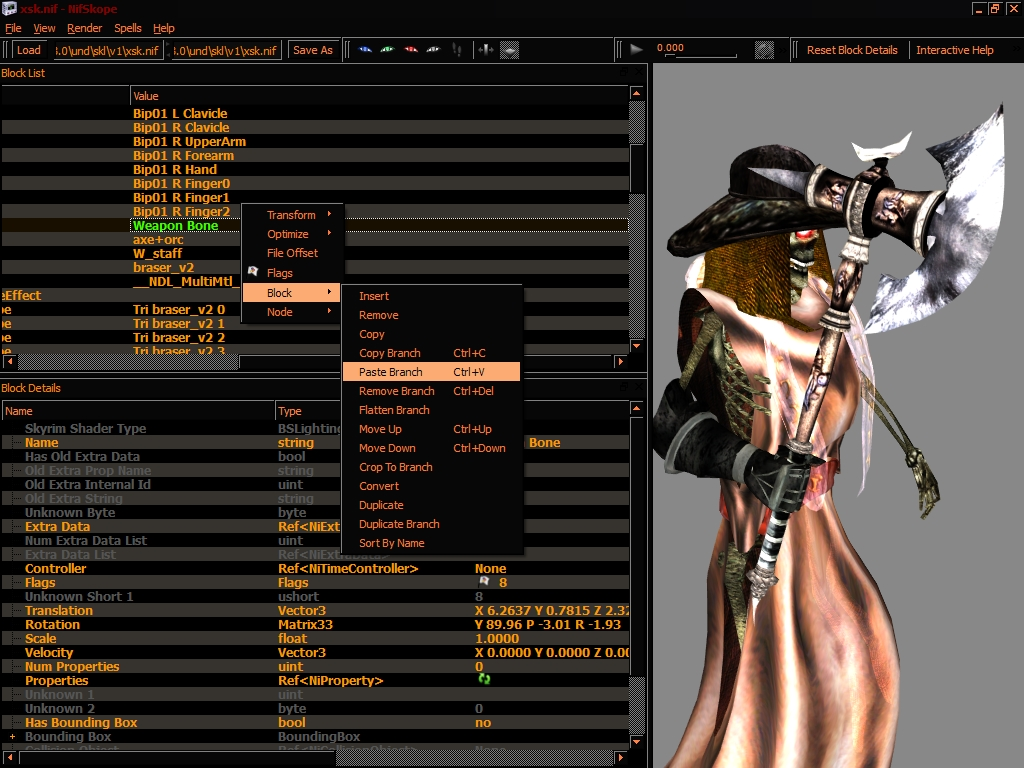 xsk.nif - NifSkope
File View Render Spells Help
Load 3.0\und\skl\v1\xsk.nif 3.0\und\skl\v1\xsk.nif Save As 0.000 Reset Block Details Interactive Help
Block List
Value
Bip01 L Clavicle
Bip01 R Clavicle
Bip01 R UpperArm
Bip01 R Forearm
Bip01 R Hand
Bip01 R Finger0
Bip01 R Finger1
Bip01 R Finger2
Weapon Bone
axe+orc
W_staff
braser_v2
__NDL_MultiMtl_
eEffect
pe Tri braser_v2 0
pe Tri braser_v2 1
pe Tri braser_v2 2
pe Tri braser_v2 3
Transform
Optimize
File Offset
Flags
Block
Node
Insert
Remove
Copy
Copy Branch Ctrl+C
Paste Branch Ctrl+V
Remove Branch Ctrl+Del
Flatten Branch
Move Up Ctrl+Up
Move Down Ctrl+Down
Crop To Branch
Convert
Duplicate
Duplicate Branch
Sort By Name
Block Details
Name Type
Skyrim Shader Type BSLighting
Name string Bone
Has Old Extra Data bool
Old Extra Prop Name string
Old Extra Internal Id uint
Old Extra String string
Unknown Byte byte
Extra Data Ref<NiExt
Num Extra Data List uint
Extra Data List Ref<NiExtraData>
Controller Ref<NiTimeController> None
Flags Flags 8
Unknown Short 1 ushort 8
Translation Vector3 X 6.2637 Y 0.7815 Z 2.32
Rotation Matrix33 Y 89.96 P -3.01 R -1.93
Scale float 1.0000
Velocity Vector3 X 0.0000 Y 0.0000 Z 0.00
Num Properties uint 0
Properties Ref<NiProperty>
Unknown 1 uint
Unknown 2 byte 0
Has Bounding Box bool no
Bounding Box BoundingBox
Collision Object Ref<NiCollisionObject> None